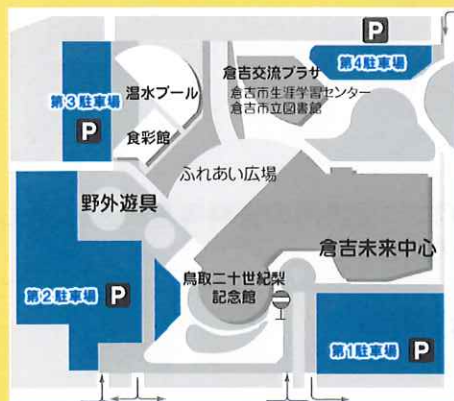 P
第4駐車場
温水プール
倉吉交流プラザ
倉吉市生涯学習センター
倉吉市立図書館
第3駐車場
P
食彩館
ふれあい広場
野外遊具
倉吉未来中心
鳥取二十世紀梨
記念館
第2駐車場 P
第1駐車場 P